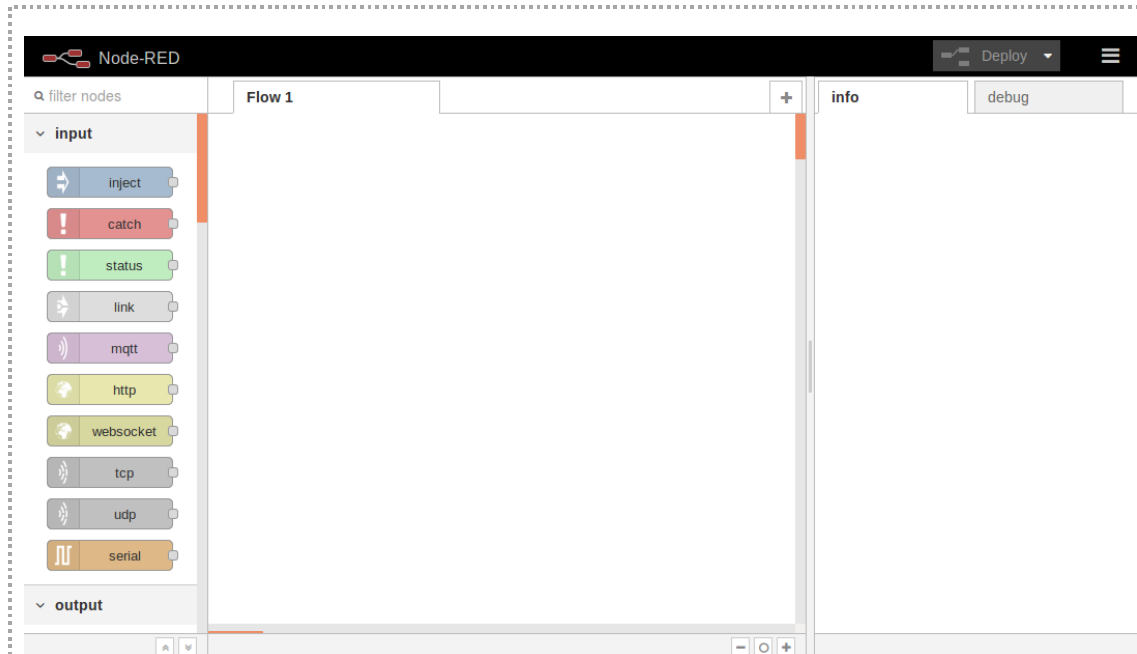 Node-RED
Deploy
filter nodes
Flow 1
info
debug
input
inject
catch
status
link
mqtt
http
websocket
tcp
udp
serial
output